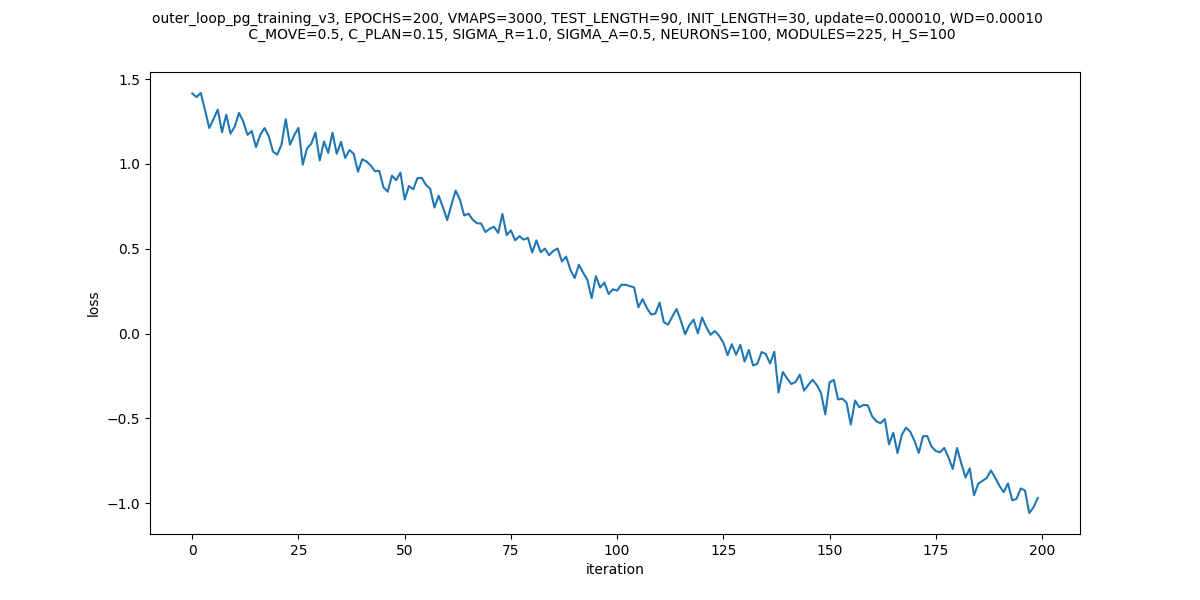 outer_loop_pg_training_v3, EPOCHS=200, VMAPS=3000, TEST_LENGTH=90, INIT_LENGTH=30, update=0.000010, WD=0.00010
C_MOVE=0.5, C_PLAN=0.15, SIGMA_R=1.0, SIGMA_A=0.5, NEURONS=100, MODULES=225, H_S=100
1.5
1.0
0.5
0.0
−0.5
−1.0
loss
0 25 50 75 100 125 150 175 200
iteration